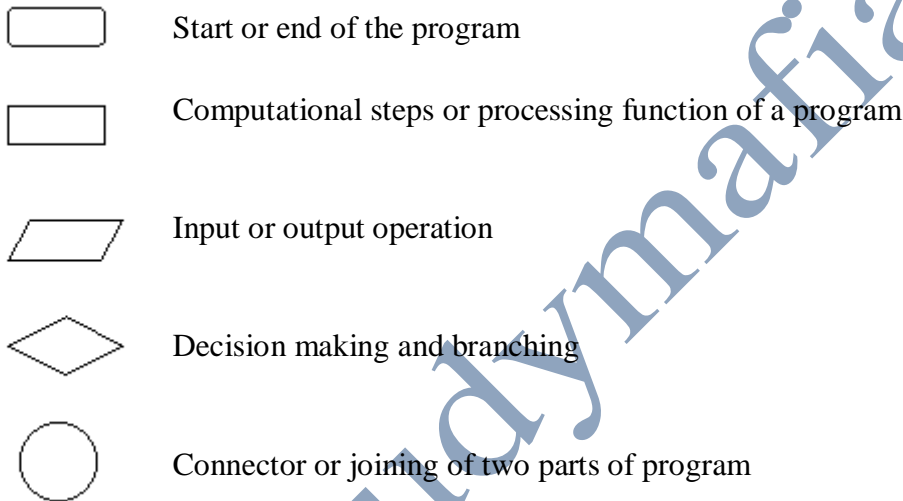 Start or end of the program
Computational steps or processing function of a program
Input or output operation
Decision making and branching
Connector or joining of two parts of program